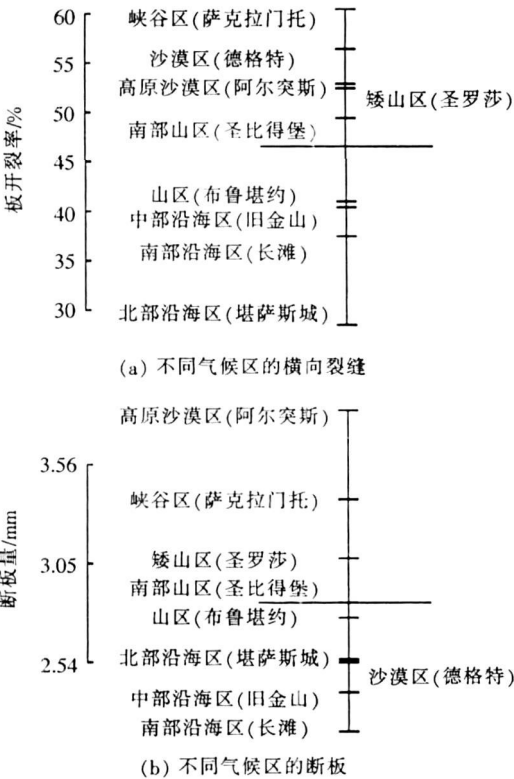 60
峡谷区(萨克拉门托)
55
沙漠区(德格特)
高原沙漠区(阿尔突斯)
矮山区(圣罗莎)
50
南部山区(圣比得堡)
板开裂率/%
45
山区(布鲁堪约)
40
中部沿海区(旧金山)
35
南部沿海区(长滩)
30
北部沿海区(堪萨斯城)
(a) 不同气候区的横向裂缝
高原沙漠区(阿尔突斯)
3.56
峡谷区(萨克拉门托)
断板量/mm
3.05
矮山区(圣罗莎)
南部山区(圣比得堡)
山区(布鲁堪约)
2.54
北部沿海区(堪萨斯城)
沙漠区(德格特)
中部沿海区(旧金山)
南部沿海区(长滩)
(b) 不同气候区的断板